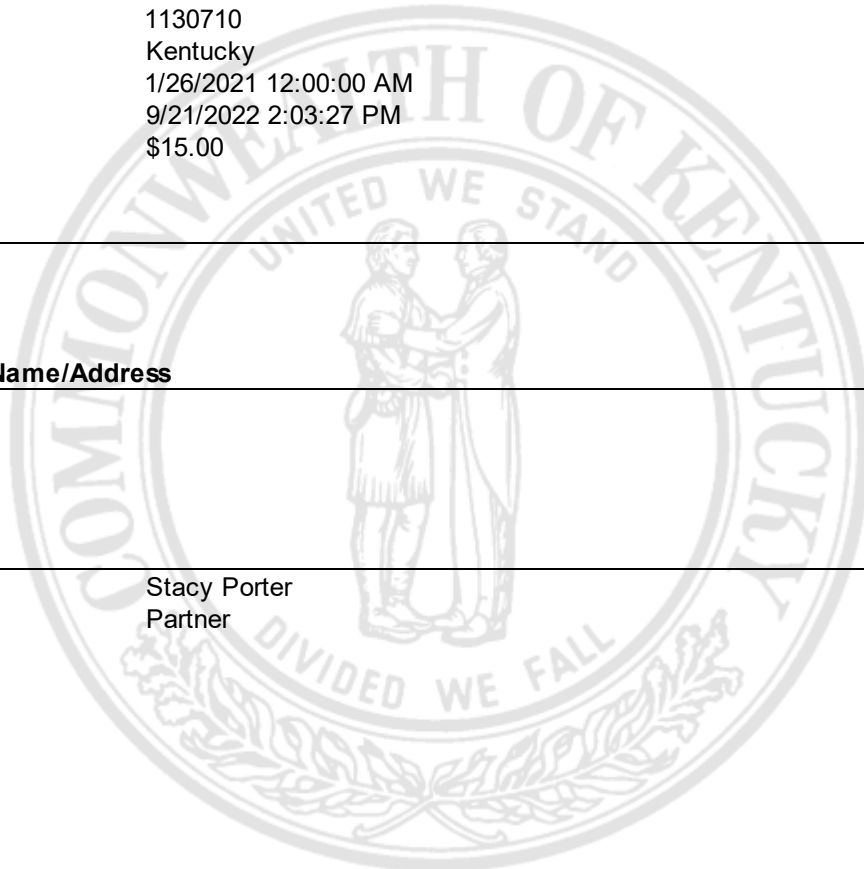 1130710
Kentucky
1/26/2021 12:00:00 AM
9/21/2022 2:03:27 PM
$15.00
COMMONWEALTH OF KENTUCKY
UNITED WE STAND
Name/Address
Stacy Porter
Partner
DIVIDED WE FALL